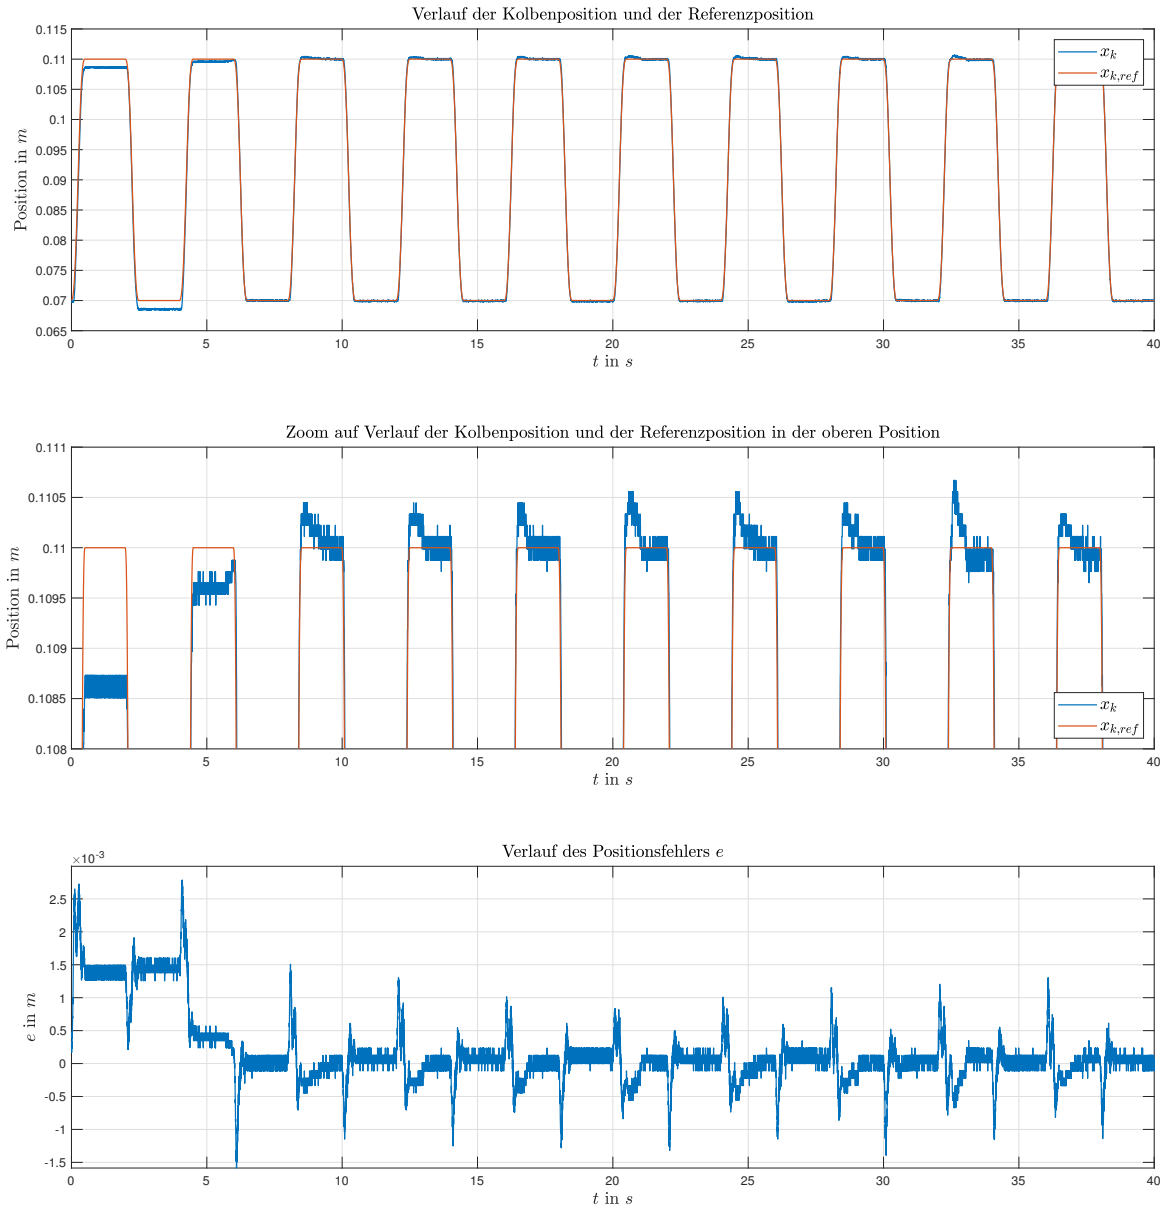 Verlauf der Kolbenposition und der Referenzposition
0.115
0.11
0.105
0.1
0.095
0.09
0.085
0.08
0.075
0.07
0.065
Position in m
x_k
x_{k,ref}
0 5 10 15 20 25 30 35 40
t in s
Zoom auf Verlauf der Kolbenposition und der Referenzposition in der oberen Position
0.111
0.1105
0.11
0.1095
0.109
0.1085
0.108
Position in m
x_k
x_{k,ref}
0 5 10 15 20 25 30 35 40
t in s
Verlauf des Positionsfehlers e
×10⁻³
2.5
2
1.5
1
0.5
0
-0.5
-1
-1.5
e in m
0 5 10 15 20 25 30 35 40
t in s